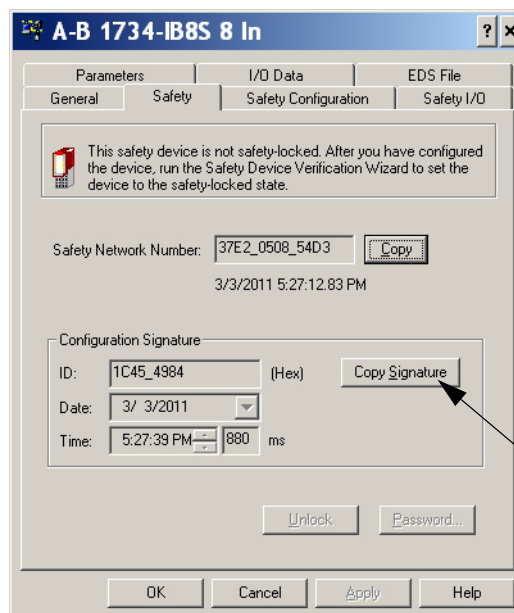 A-B 1734-IB8S 8 In ? ×
Parameters I/O Data EDS File
General Safety Safety Configuration Safety I/O
This safety device is not safety-locked. After you have configured
the device, run the Safety Device Verification Wizard to set the
device to the safety-locked state.
Safety Network Number: 37E2_0508_54D3 Copy
3/3/2011 5:27:12.83 PM
Configuration Signature
ID: 1C45_4984 (Hex) Copy Signature
Date: 3/ 3/2011
Time: 5:27:39 PM 880 ms
Unlock Password...
OK Cancel Apply Help